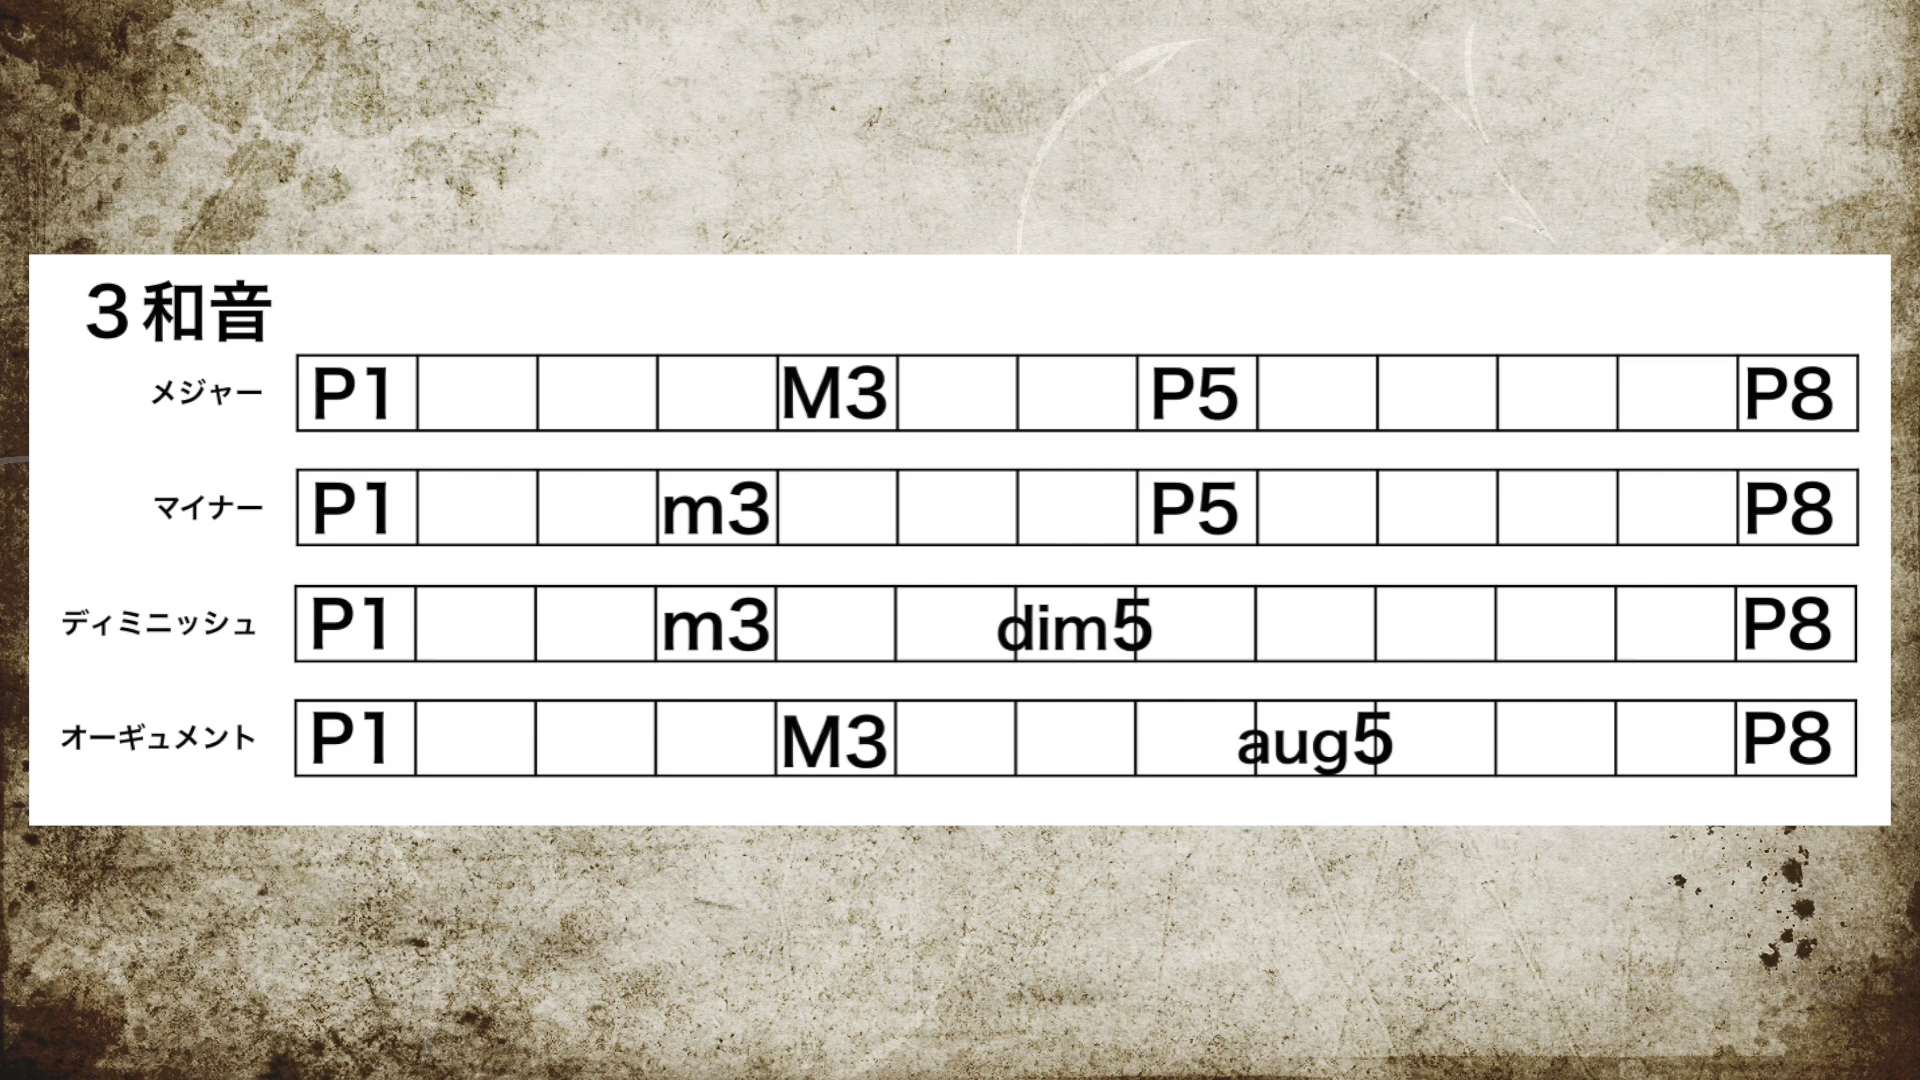 ３和音
メジャー P1 M3 P5 P8
マイナー P1 m3 P5 P8
ディミニッシュ P1 m3 dim5 P8
オーギュメント P1 M3 aug5 P8